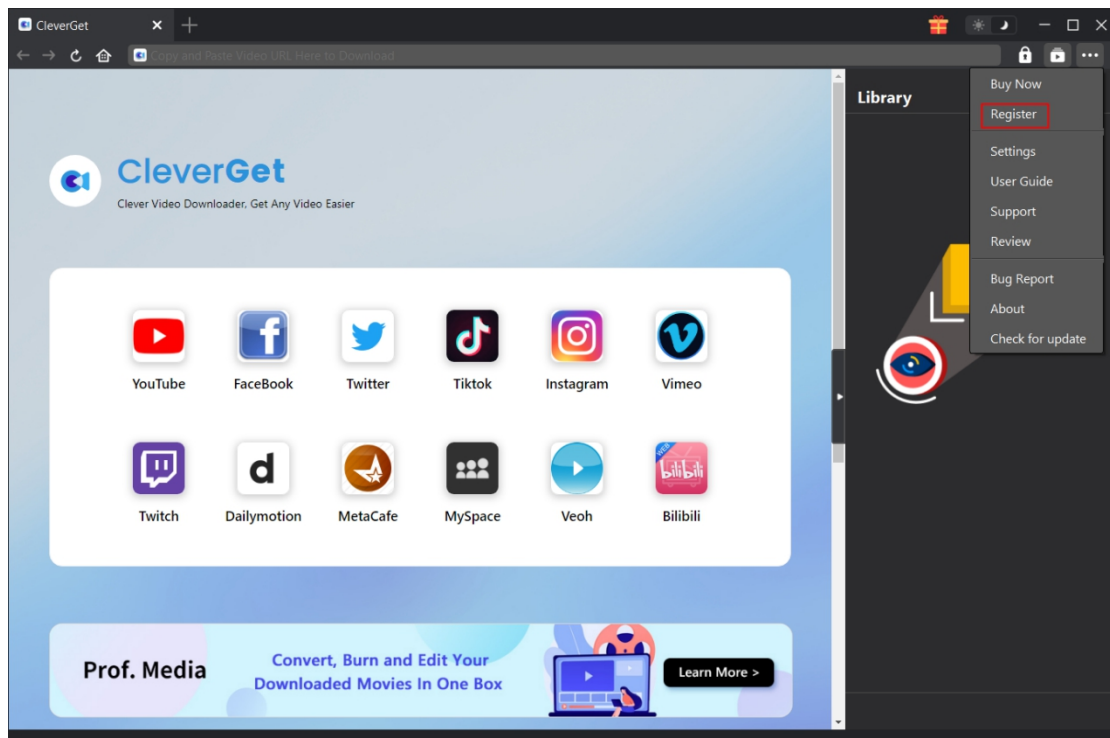 CleverGet
Copy and Paste Video URL Here to Download
Buy Now
Register
Settings
User Guide
Support
Review
Bug Report
About
Check for update
Library
CleverGet
Clever Video Downloader, Get Any Video Easier
YouTube FaceBook Twitter Tiktok Instagram Vimeo
WEB
bilibili
Twitch Dailymotion MetaCafe MySpace Veoh Bilibili
Prof. Media
Convert, Burn and Edit Your
Downloaded Movies In One Box
Learn More >